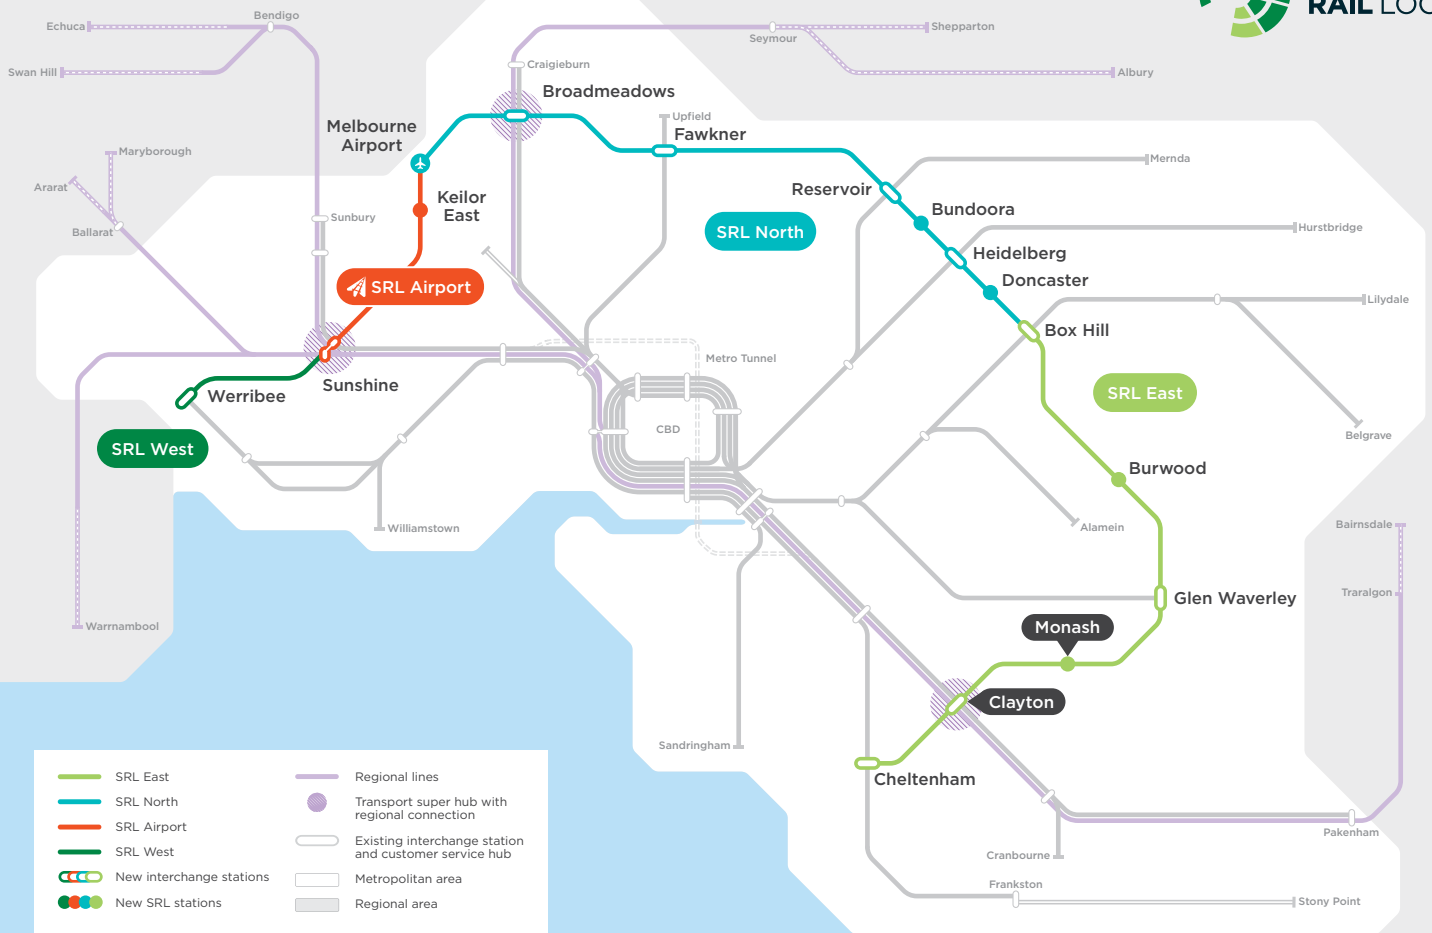 RAIL LOO
Echuca
Bendigo
Swan Hill
Seymour
Shepparton
Albury
Craigieburn
Broadmeadows
Melbourne
Airport
Upfield
Fawkner
Maryborough
Ararat
Ballarat
Sunbury
Keilor
East
Mernda
Reservoir
Bundoora
SRL North
Hurstbridge
Heidelberg
Doncaster
SRL Airport
Lilydale
Box Hill
Metro Tunnel
Sunshine
Werribee
SRL East
CBD
Belgrave
SRL West
Burwood
Williamstown
Alamein
Bairnsdale
Traralgon
Glen Waverley
Warrnambool
Monash
Clayton
Sandringham
Cheltenham
Pakenham
Cranbourne
Frankston
Stony Point
SRL East
SRL North
SRL Airport
SRL West
New interchange stations
New SRL stations
Regional lines
Transport super hub with
regional connection
Existing interchange station
and customer service hub
Metropolitan area
Regional area